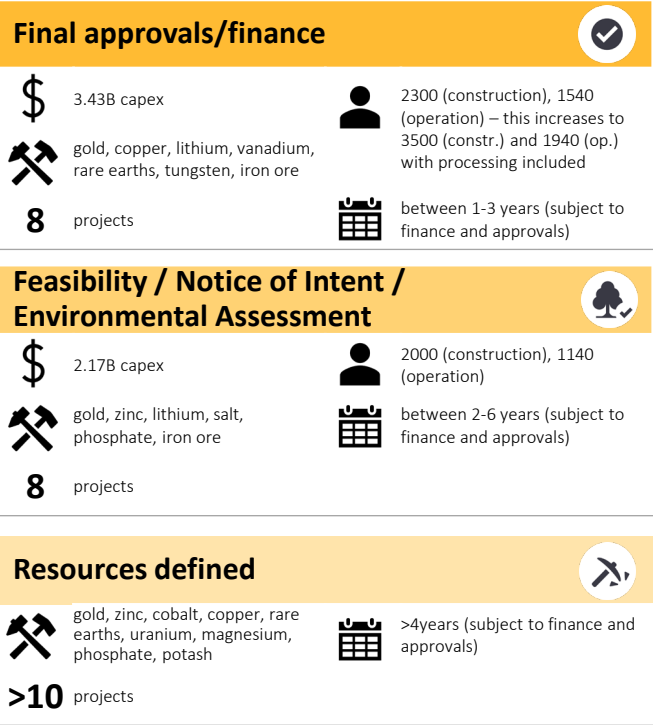 Final approvals/finance
$
3.43B capex
gold, copper, lithium, vanadium,
rare earths, tungsten, iron ore
8 projects
2300 (construction), 1540
(operation) – this increases to
3500 (constr.) and 1940 (op.)
with processing included
between 1-3 years (subject to
finance and approvals)
Feasibility / Notice of Intent /
Environmental Assessment
$
2.17B capex
gold, zinc, lithium, salt,
phosphate, iron ore
8 projects
2000 (construction), 1140
(operation)
between 2-6 years (subject to
finance and approvals)
Resources defined
gold, zinc, cobalt, copper, rare
earths, uranium, magnesium,
phosphate, potash
>10 projects
>4years (subject to finance and
approvals)